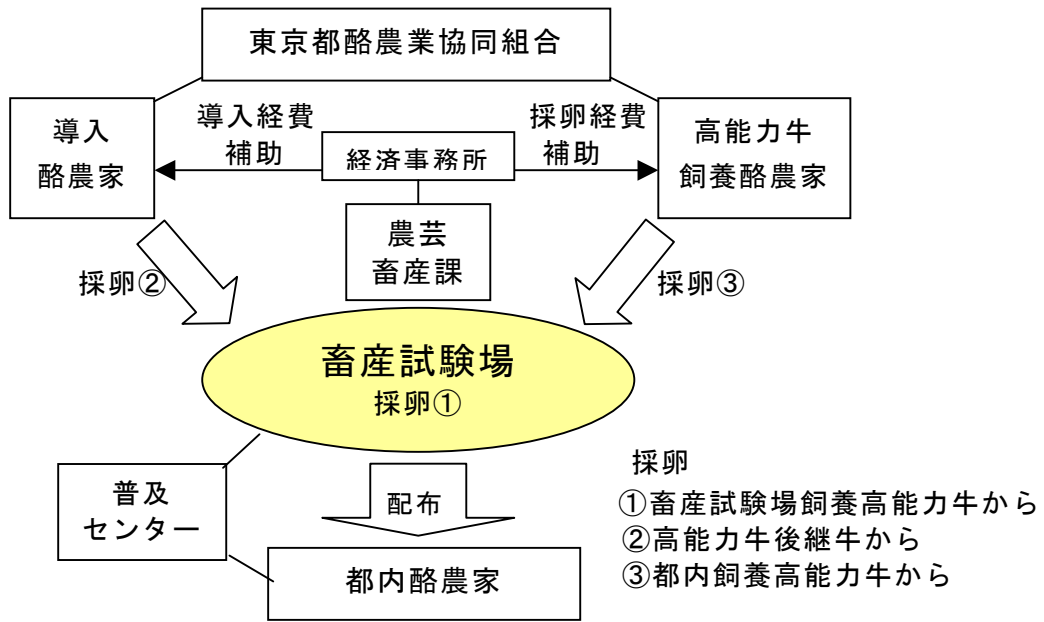 東京都酪農業協同組合
導入
酪農家
導入経費
補助
経済事務所
採卵経費
補助
高能力牛
飼養酪農家
農芸
畜産課
採卵②
採卵③
畜産試験場
採卵①
普及
センター
配布
都内酪農家
採卵
①畜産試験場飼養高能力牛から
②高能力牛後継牛から
③都内飼養高能力牛から